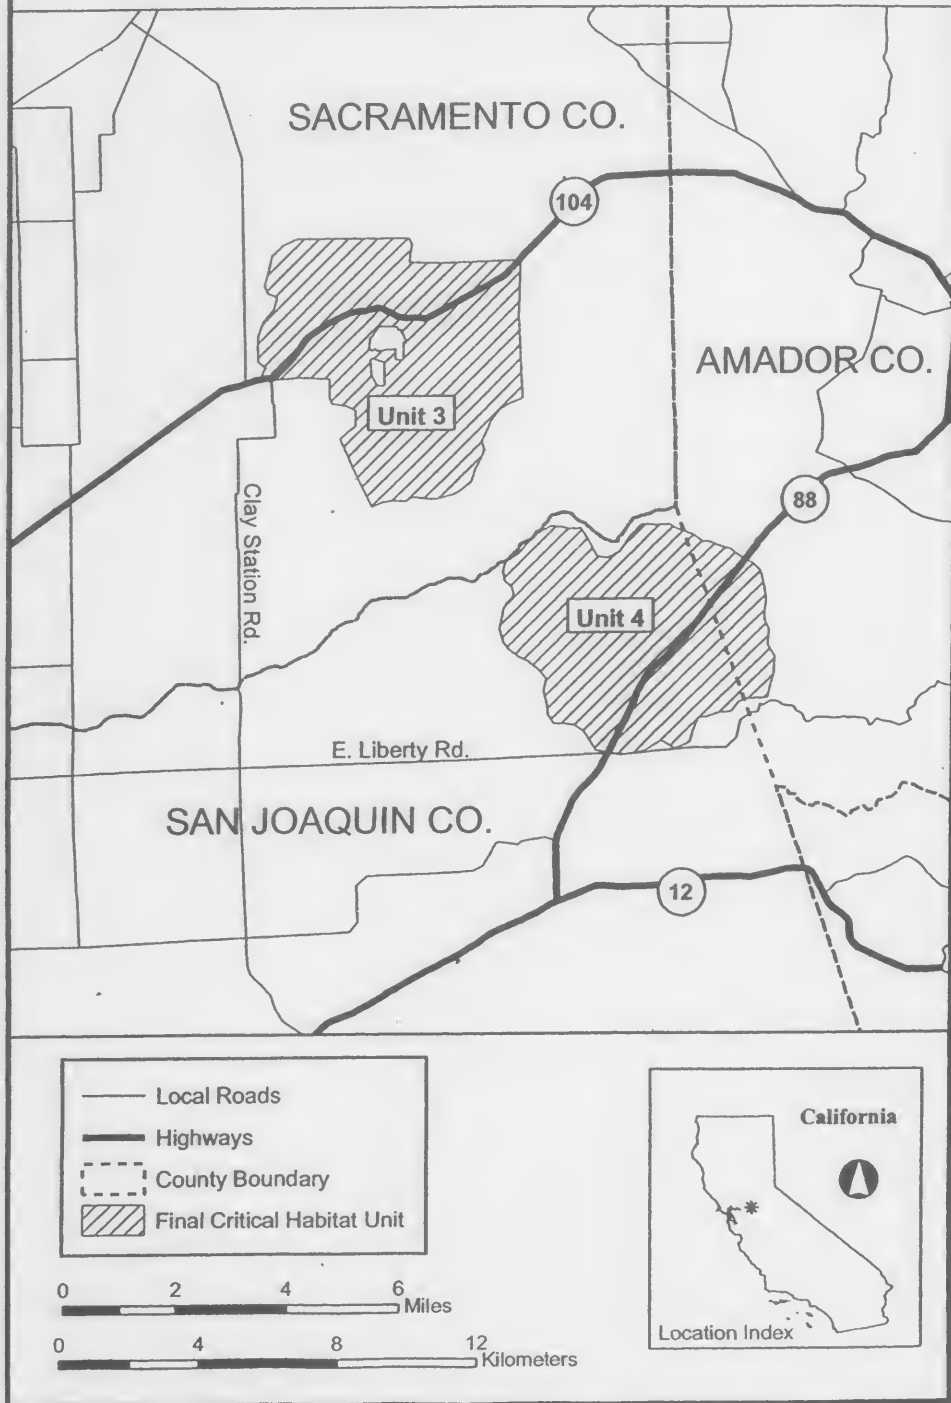 SACRAMENTO CO.
104
AMADOR CO.
Unit 3
88
Clay Station Rd.
Unit 4
E. Liberty Rd.
SAN JOAQUIN CO.
12
Local Roads
Highways
County Boundary
Final Critical Habitat Unit
0 2 4 6
Miles
0 4 8 12
Kilometers
California
Location Index